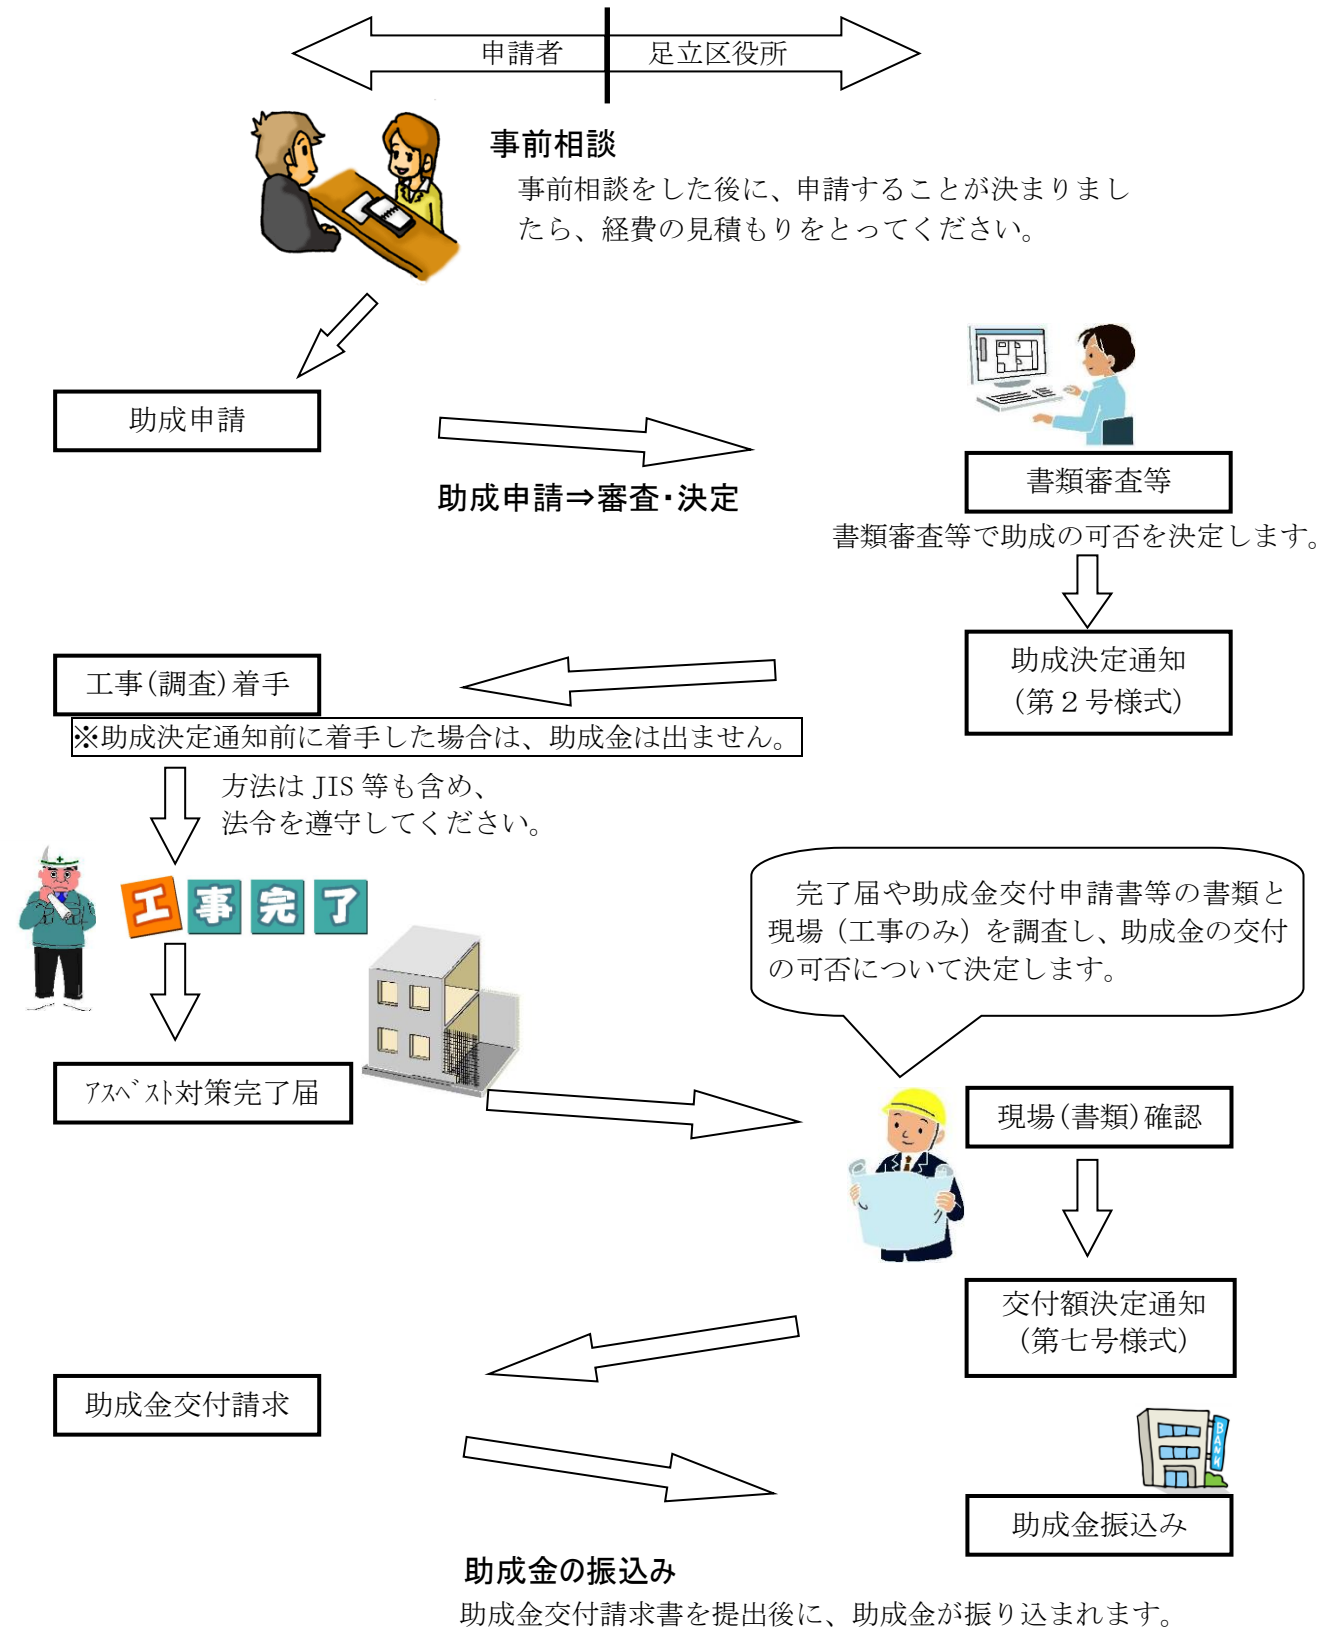 申請者 足立区役所
事前相談
事前相談をした後に、申請することが決まりまし
たら、経費の見積もりをとってください。
助成申請
助成申請⇒審査・決定
書類審査等
書類審査等で助成の可否を決定します。
助成決定通知
(第２号様式)
工事(調査)着手
※助成決定通知前に着手した場合は、助成金は出ません。
方法は JIS 等も含め、
法令を遵守してください。
工事完了
完了届や助成金交付申請書等の書類と
現場（工事のみ）を調査し、助成金の交付
の可否について決定します。
ｱｽﾍﾞｽﾄ対策完了届
現場(書類)確認
交付額決定通知
(第七号様式)
助成金交付請求
BANK
助成金振込み
助成金の振込み
助成金交付請求書を提出後に、助成金が振り込まれます。